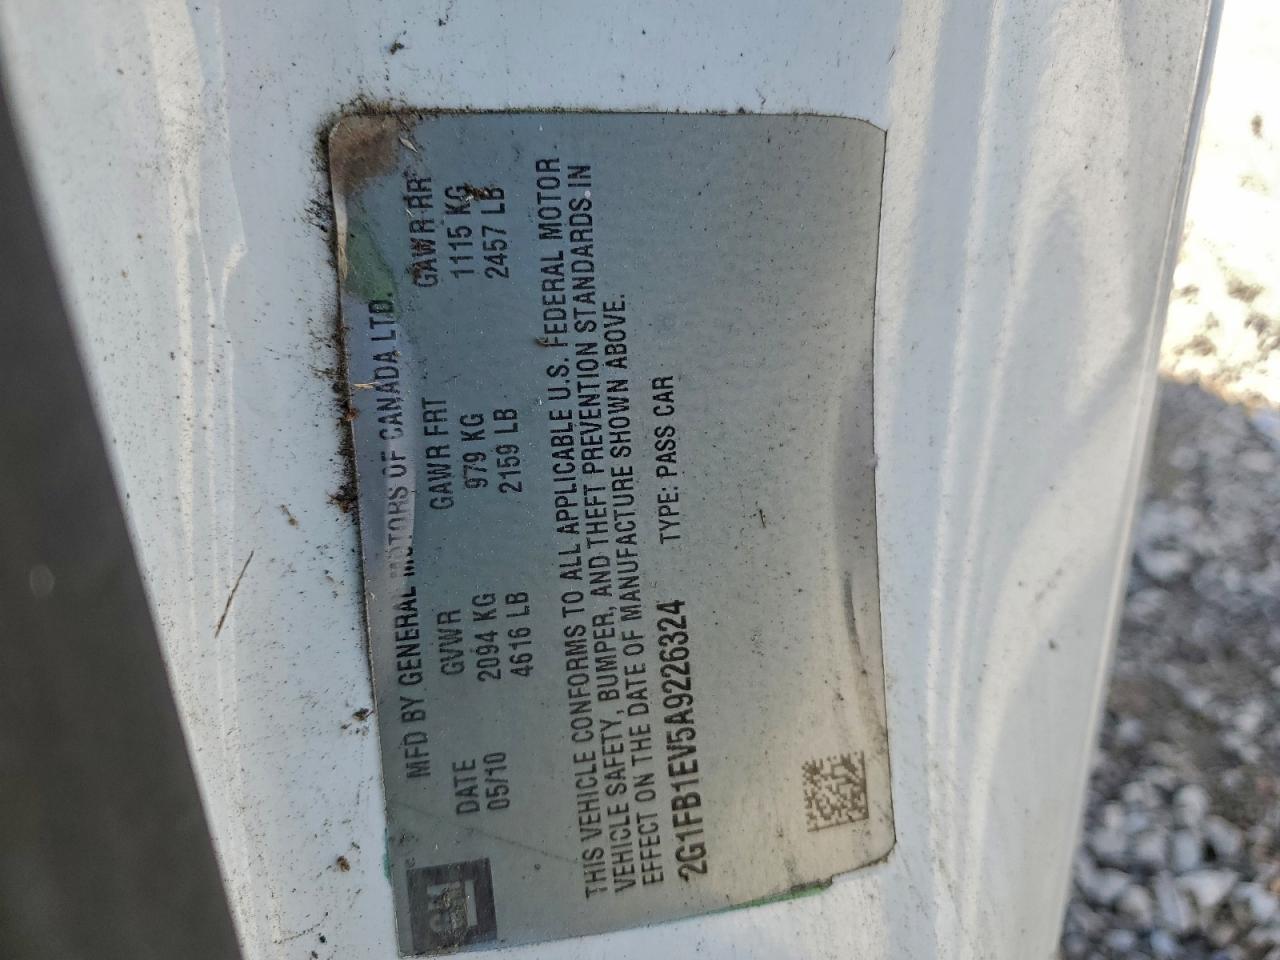 GM
MFD BY GENERAL MOTORS OF CANADA LTD.
DATE GVWR GAWR FRT GAWR RR
05/10 2094 KG 979 KG 1115 KG
4616 LB 2159 LB 2457 LB
THIS VEHICLE CONFORMS TO ALL APPLICABLE U.S. FEDERAL MOTOR
VEHICLE SAFETY, BUMPER, AND THEFT PREVENTION STANDARDS IN
EFFECT ON THE DATE OF MANUFACTURE SHOWN ABOVE.
2G1FB1EV5A9226324 TYPE: PASS CAR